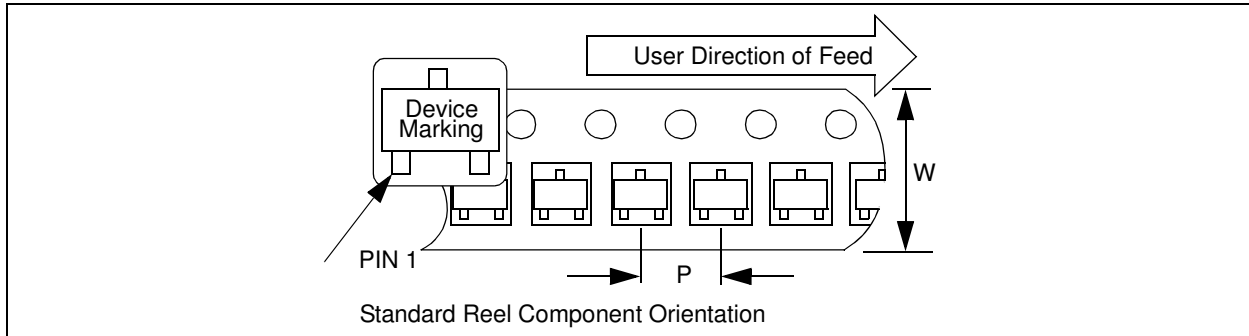 User Direction of Feed
Device
Marking
W
PIN 1
P
Standard Reel Component Orientation